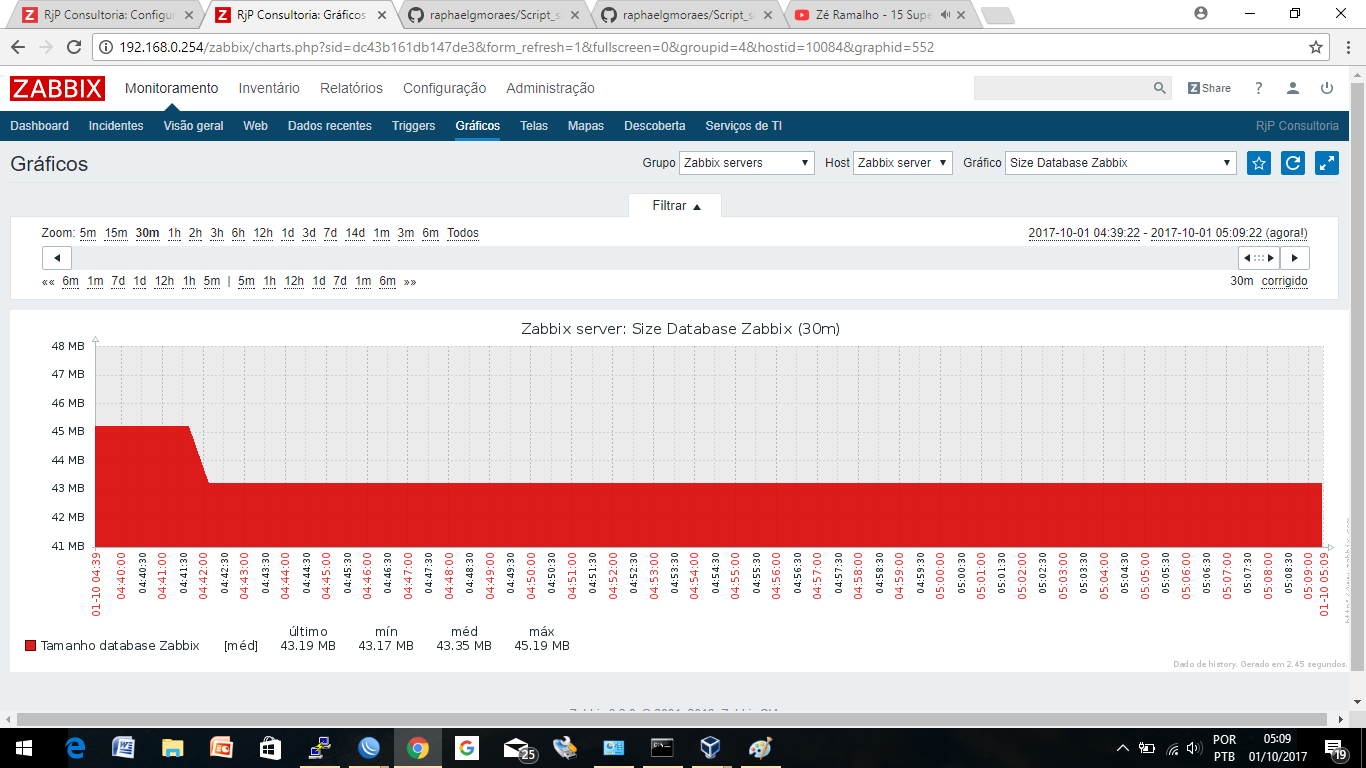 RjP Consultoria: Configur
RjP Consultoria: Gráficos
raphaelgmoraes/Script_s
raphaelgmoraes/Script_s
Zé Ramalho - 15 Supe
192.168.0.254/zabbix/charts.php?sid=dc43b161db147de3&form_refresh=1&fullscreen=0&groupid=4&hostid=10084&graphid=552
ZABBIX
Monitoramento Inventário Relatórios Configuração Administração
Z Share ?
Dashboard Incidentes Visão geral Web Dados recentes Triggers Gráficos Telas Mapas Descoberta Serviços de TI RjP Consultoria
Gráficos
Grupo Zabbix servers Host Zabbix server Gráfico Size Database Zabbix
Filtrar
Zoom: 5m 15m 30m 1h 2h 3h 6h 12h 1d 3d 7d 14d 1m 3m 6m Todos 2017-10-01 04:39:22 - 2017-10-01 05:09:22 (agora!)
«« 6m 1m 7d 1d 12h 1h 5m | 5m 1h 12h 1d 7d 1m 6m »» 30m corrigido
Zabbix server: Size Database Zabbix (30m)
48 MB
47 MB
46 MB
45 MB
44 MB
43 MB
42 MB
41 MB
01-10 04:39
04:40:00
04:40:30
04:41:00
04:41:30
04:42:00
04:42:30
04:43:00
04:43:30
04:44:00
04:44:30
04:45:00
04:45:30
04:46:00
04:46:30
04:47:00
04:47:30
04:48:00
04:48:30
04:49:00
04:49:30
04:50:00
04:50:30
04:51:00
04:51:30
04:52:00
04:52:30
04:53:00
04:53:30
04:54:00
04:54:30
04:55:00
04:55:30
04:56:00
04:56:30
04:57:00
04:57:30
04:58:00
04:58:30
04:59:00
04:59:30
05:00:00
05:00:30
05:01:00
05:01:30
05:02:00
05:02:30
05:03:00
05:03:30
05:04:00
05:04:30
05:05:00
05:05:30
05:06:00
05:06:30
05:07:00
05:07:30
05:08:00
05:08:30
05:09:00
01-10 05:09
último mín méd máx
Tamanho database Zabbix [méd] 43.19 MB 43.17 MB 43.35 MB 45.19 MB
Dado de history. Gerado em 2.45 segundos.
25
POR 05:09
PTB 01/10/2017
19